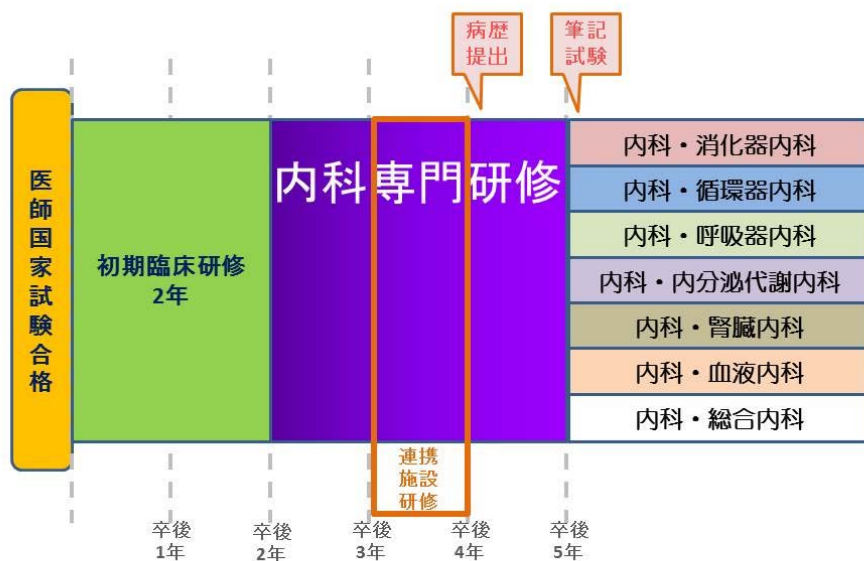 病歴
提出
筆記
試験
医師国家試験合格
初期臨床研修
2年
内科専門研修
連携
施設
研修
内科・消化器内科
内科・循環器内科
内科・呼吸器内科
内科・内分泌代謝内科
内科・腎臓内科
内科・血液内科
内科・総合内科
卒後
1年
卒後
2年
卒後
3年
卒後
4年
卒後
5年